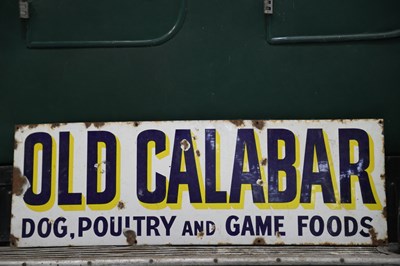 OLD CALABAR
DOG, POULTRY AND GAME FOODS.